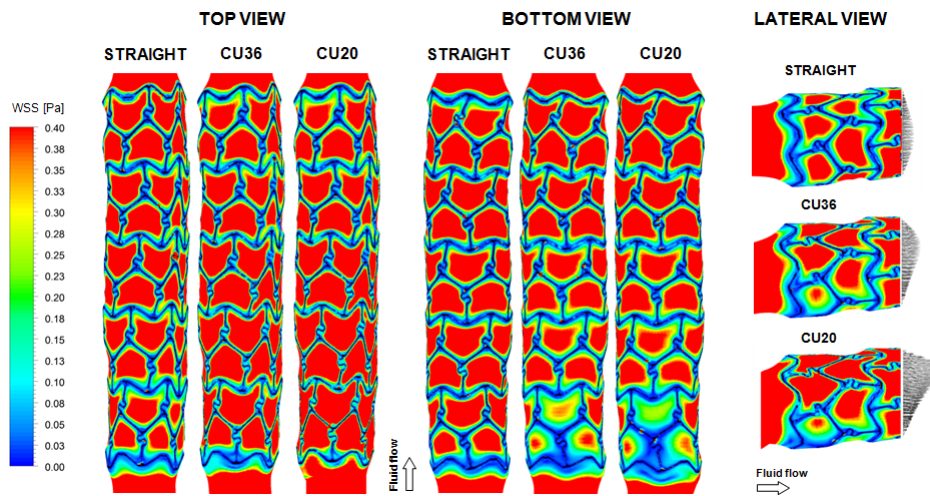 TOP VIEW
BOTTOM VIEW
LATERAL VIEW
STRAIGHT
CU36
CU20
STRAIGHT
CU36
CU20
STRAIGHT
CU36
CU20
WSS [Pa]
0.40
0.38
0.35
0.33
0.30
0.28
0.25
0.23
0.20
0.18
0.15
0.13
0.10
0.08
0.05
0.03
0.00
Fluid flow
Fluid flow